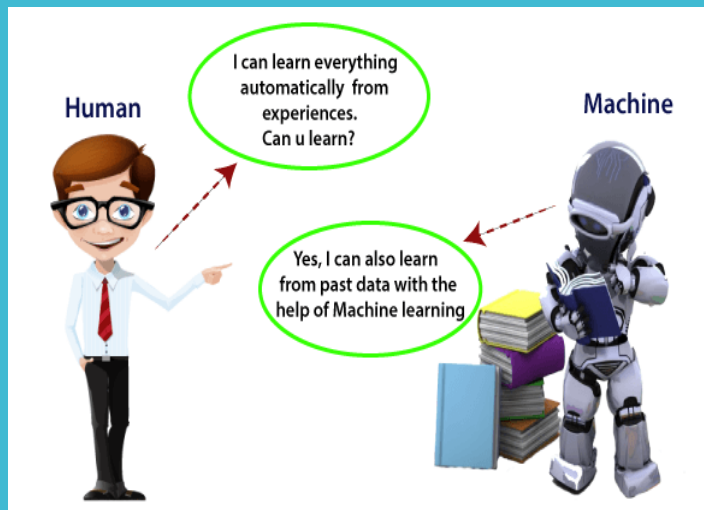 Human
I can learn everything
automatically from
experiences.
Can u learn?
Machine
Yes, I can also learn
from past data with the
help of Machine learning